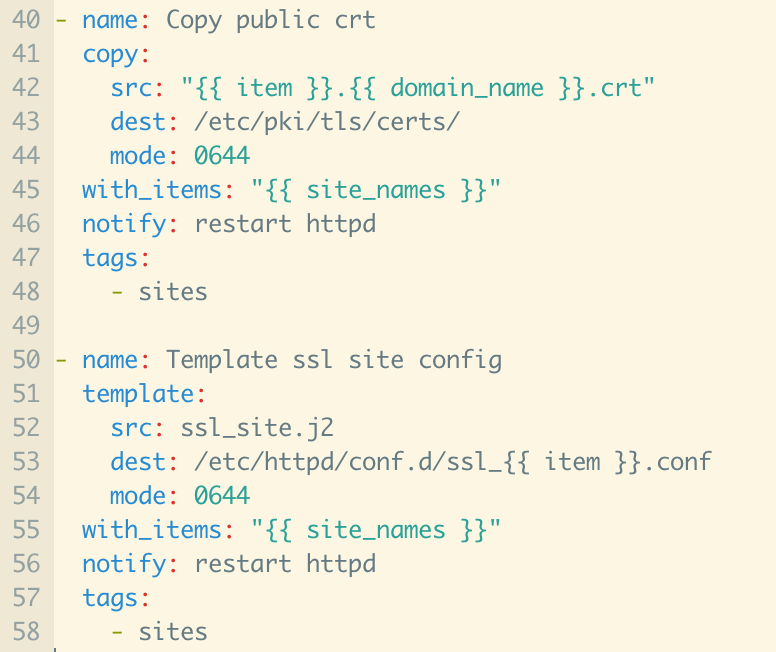 40 - name: Copy public crt
41   copy:
42     src: "{{ item }}.{{ domain_name }}.crt"
43     dest: /etc/pki/tls/certs/
44     mode: 0644
45   with_items: "{{ site_names }}"
46   notify: restart httpd
47   tags:
48     - sites
49
50 - name: Template ssl site config
51   template:
52     src: ssl_site.j2
53     dest: /etc/httpd/conf.d/ssl_{{ item }}.conf
54     mode: 0644
55   with_items: "{{ site_names }}"
56   notify: restart httpd
57   tags:
58     - sites